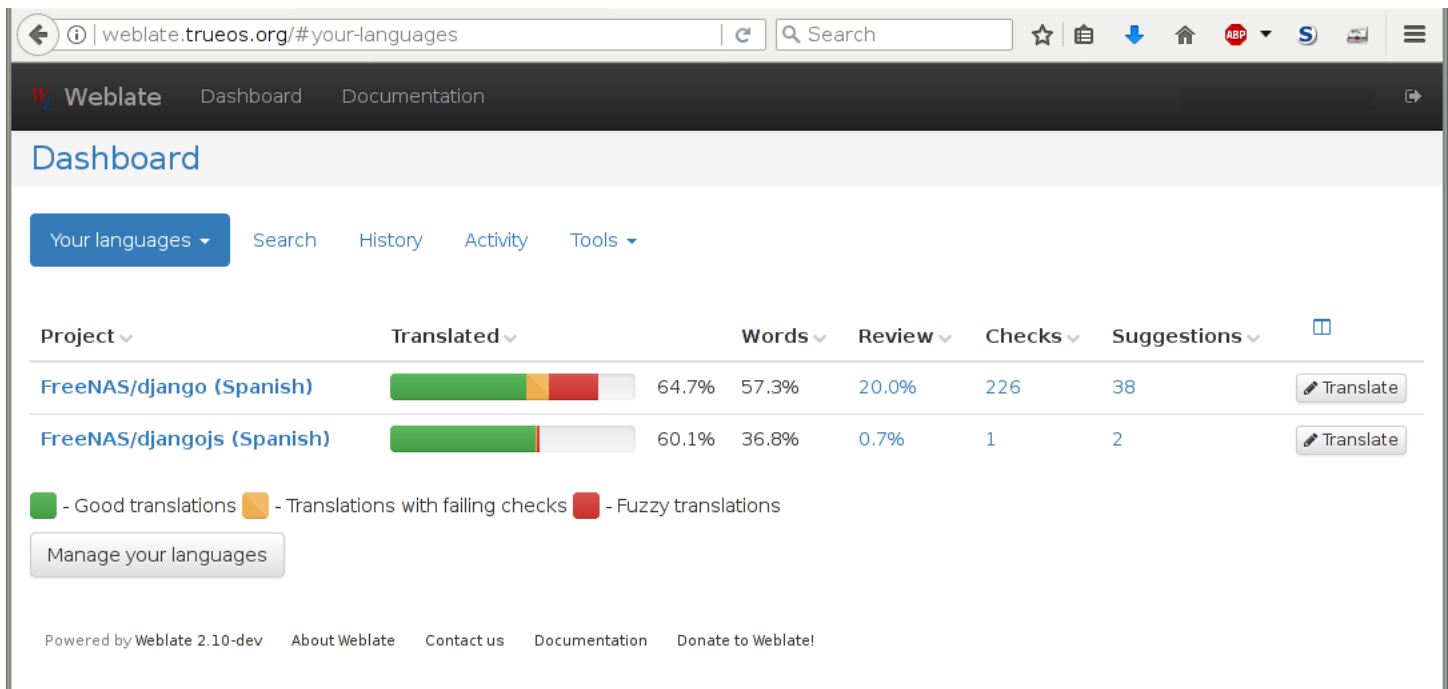 weblate.trueos.org/#your-languages Search ABP S
Weblate Dashboard Documentation
Dashboard
Your languages Search History Activity Tools
Project Translated Words Review Checks Suggestions
FreeNAS/django (Spanish) 64.7% 57.3% 20.0% 226 38 Translate
FreeNAS/djangojs (Spanish) 60.1% 36.8% 0.7% 1 2 Translate
- Good translations - Translations with failing checks - Fuzzy translations
Manage your languages
Powered by Weblate 2.10-dev About Weblate Contact us Documentation Donate to Weblate!